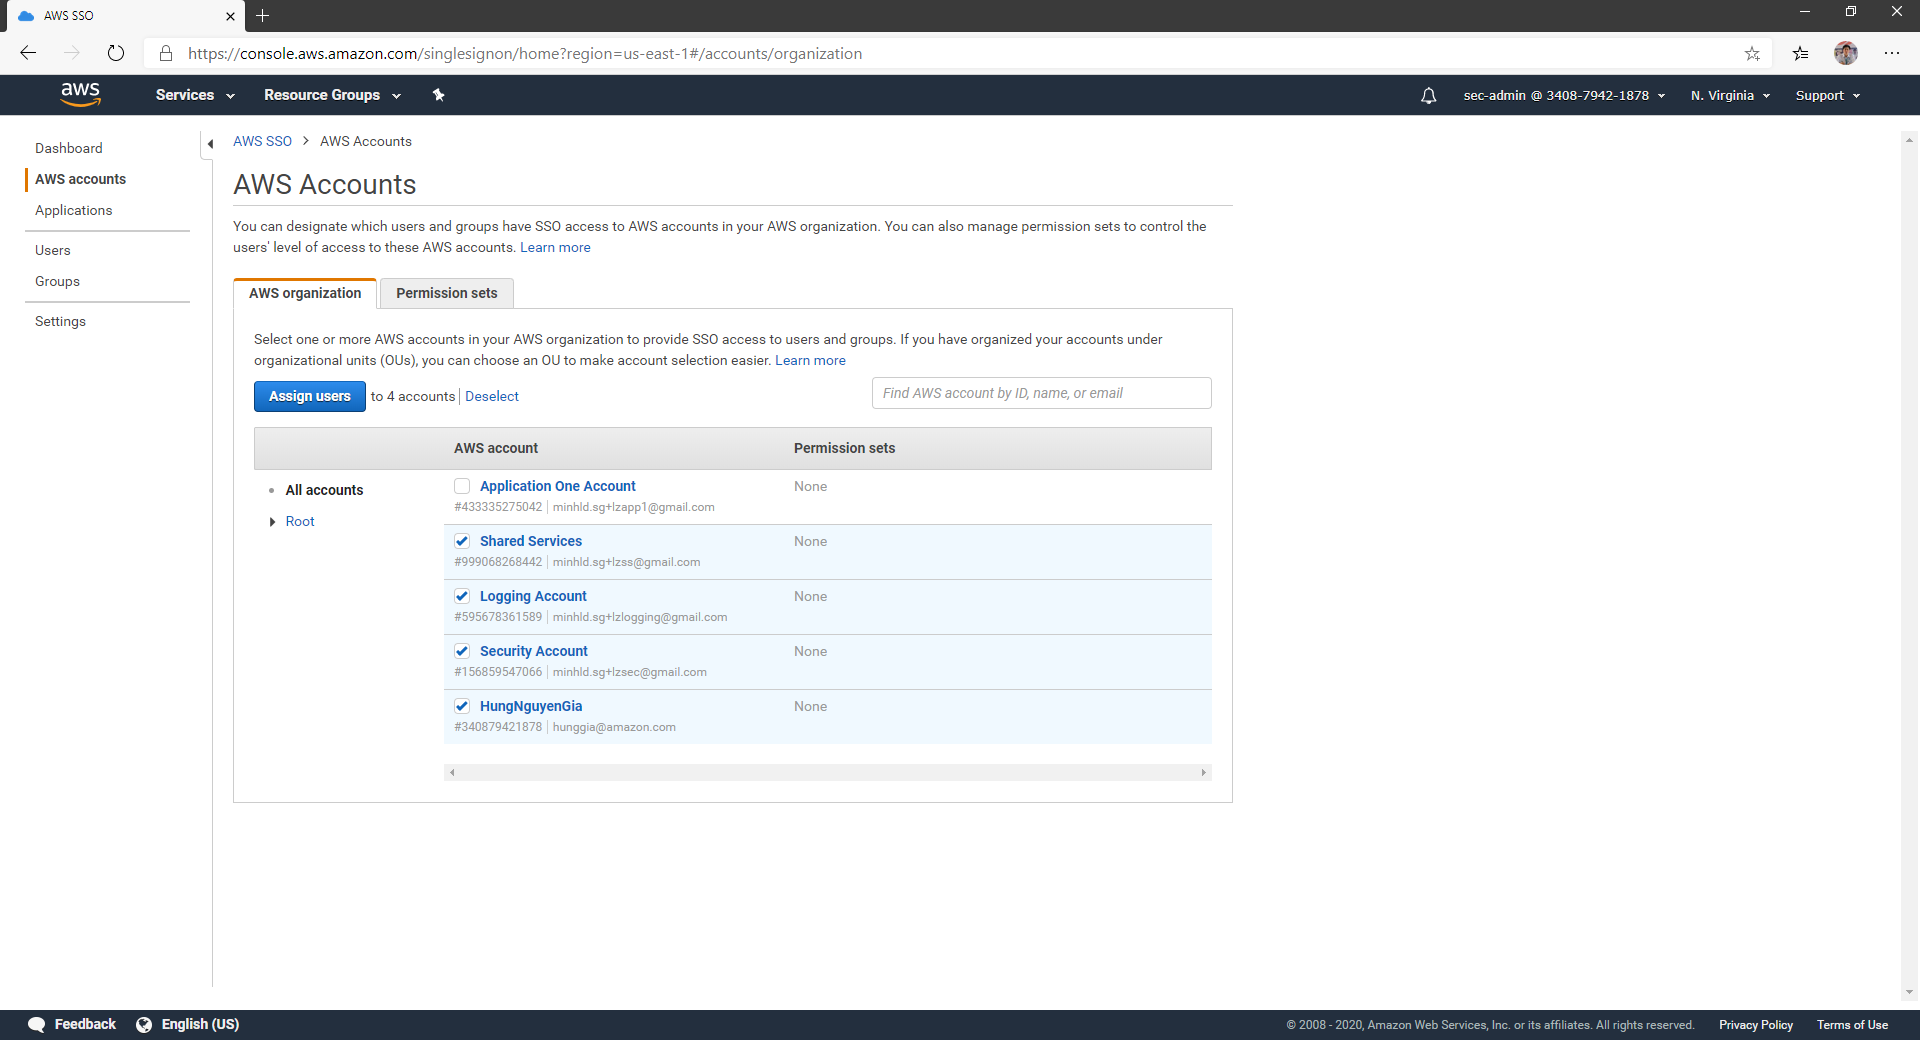 AWS SSO
https://console.aws.amazon.com/singlesignon/home?region=us-east-1#/accounts/organization
aws
Services
Resource Groups
sec-admin @ 3408-7942-1878
N. Virginia
Support
Dashboard
AWS accounts
Applications
Users
Groups
Settings
AWS SSO > AWS Accounts
AWS Accounts
You can designate which users and groups have SSO access to AWS accounts in your AWS organization. You can also manage permission sets to control the
users' level of access to these AWS accounts. Learn more
AWS organization
Permission sets
Select one or more AWS accounts in your AWS organization to provide SSO access to users and groups. If you have organized your accounts under
organizational units (OUs), you can choose an OU to make account selection easier. Learn more
Assign users to 4 accounts | Deselect
Find AWS account by ID, name, or email
AWS account
Permission sets
All accounts
Root
Application One Account
None
#433335275042 | minhld.sg+lzapp1@gmail.com
Shared Services
None
#999068268442 | minhld.sg+lzss@gmail.com
Logging Account
None
#595678361589 | minhld.sg+lzlogging@gmail.com
Security Account
None
#156859547066 | minhld.sg+lzsec@gmail.com
HungNguyenGia
None
#340879421878 | hunggia@amazon.com
Feedback
English (US)
© 2008 - 2020, Amazon Web Services, Inc. or its affiliates. All rights reserved.
Privacy Policy
Terms of Use